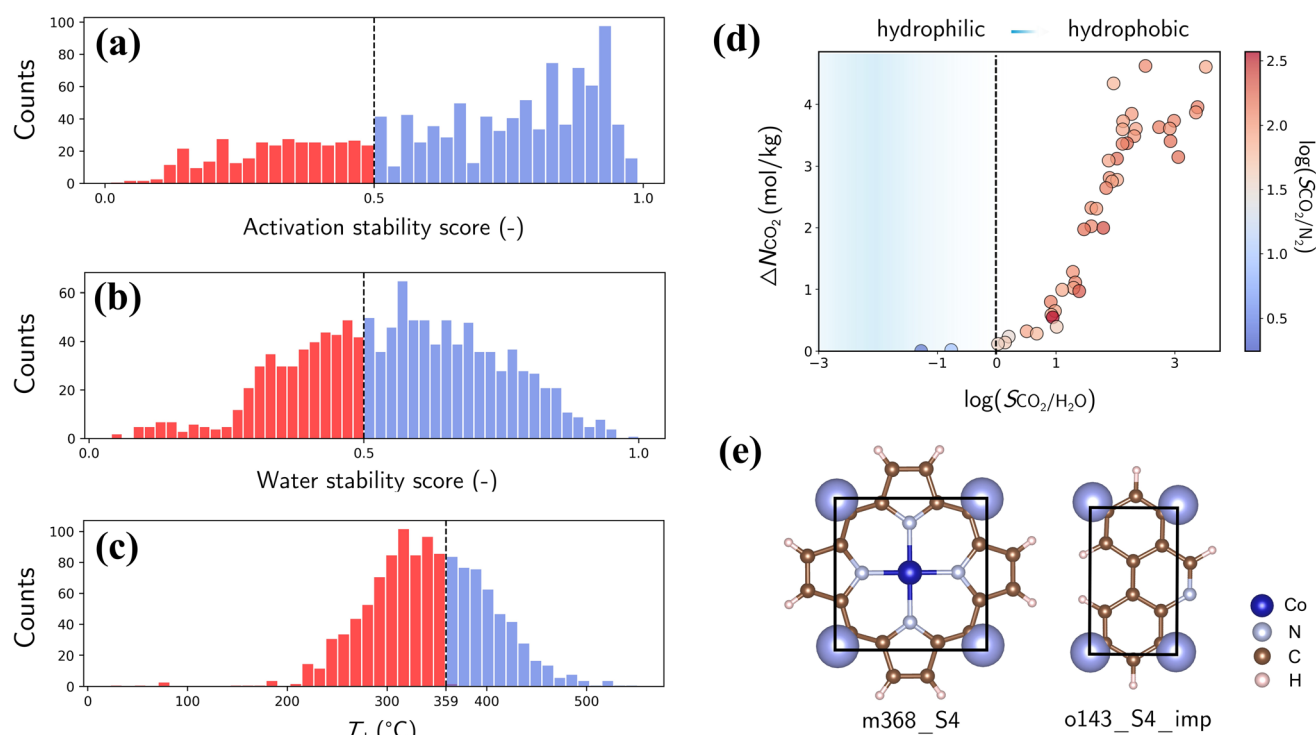 (a)
Counts
100
80
60
40
20
0
0.0
0.5
1.0
Activation stability score (-)
(b)
Counts
60
40
20
0
0.0
0.5
1.0
Water stability score (-)
(c)
Counts
100
80
60
40
20
0
0
200
300
359
400
500
(°C)
(d)
hydrophilic
hydrophobic
ΔNCO₂ (mol/kg)
4
3
2
1
0
−3
−1
0
1
3
log(SCO₂/H₂O)
2.5
2.0
1.5
1.0
0.5
log(SCO₂/N₂)
(e)
Co
N
C
H
m368_S4
o143_S4_imp